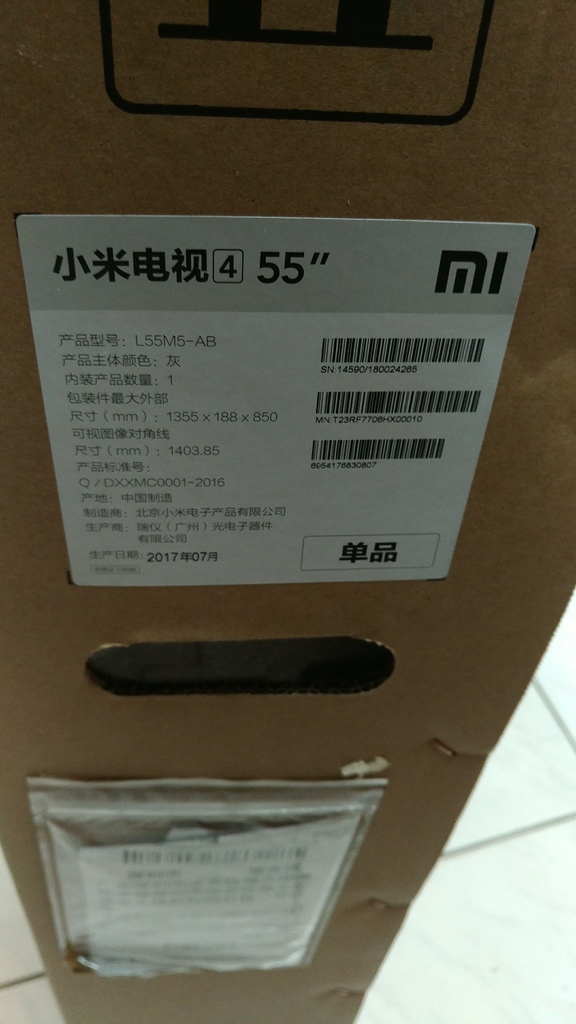 小米电视4 55″
mi
产品型号: L55M5-AB
产品主体颜色: 灰
内装产品数量: 1
包装件最大外部
尺寸（mm）: 1355 x 188 x 850
可视图像对角线
尺寸（mm）: 1403.85
产品标准号:
Q/DXXMC0001-2016
产地: 中国制造
制造商: 北京小米电子产品有限公司
生产商: 瑞仪（广州）光电子器件
有限公司
生产日期: 2017年07月
SN:14590/180024265
MN:T23RF7706HX00010
6954176830807
单品